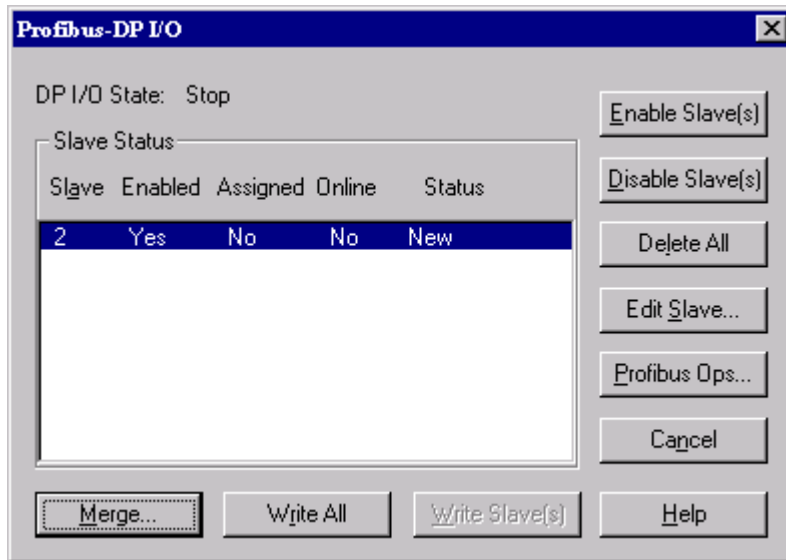 Profibus-DP I/O
DP I/O State: Stop
Slave Status
Slave Enabled Assigned Online Status
2 Yes No No New
Enable Slave(s)
Disable Slave(s)
Delete All
Edit Slave...
Profibus Ops...
Cancel
Merge... Write All Write Slave(s) Help